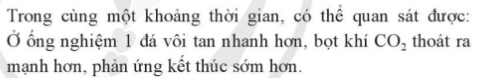 Trong cùng một khoảng thời gian, có thể quan sát được:
Ở ống nghiệm 1 đá vôi tan nhanh hơn, bọt khí CO₂ thoát ra
mạnh hơn, phản ứng kết thúc sớm hơn.